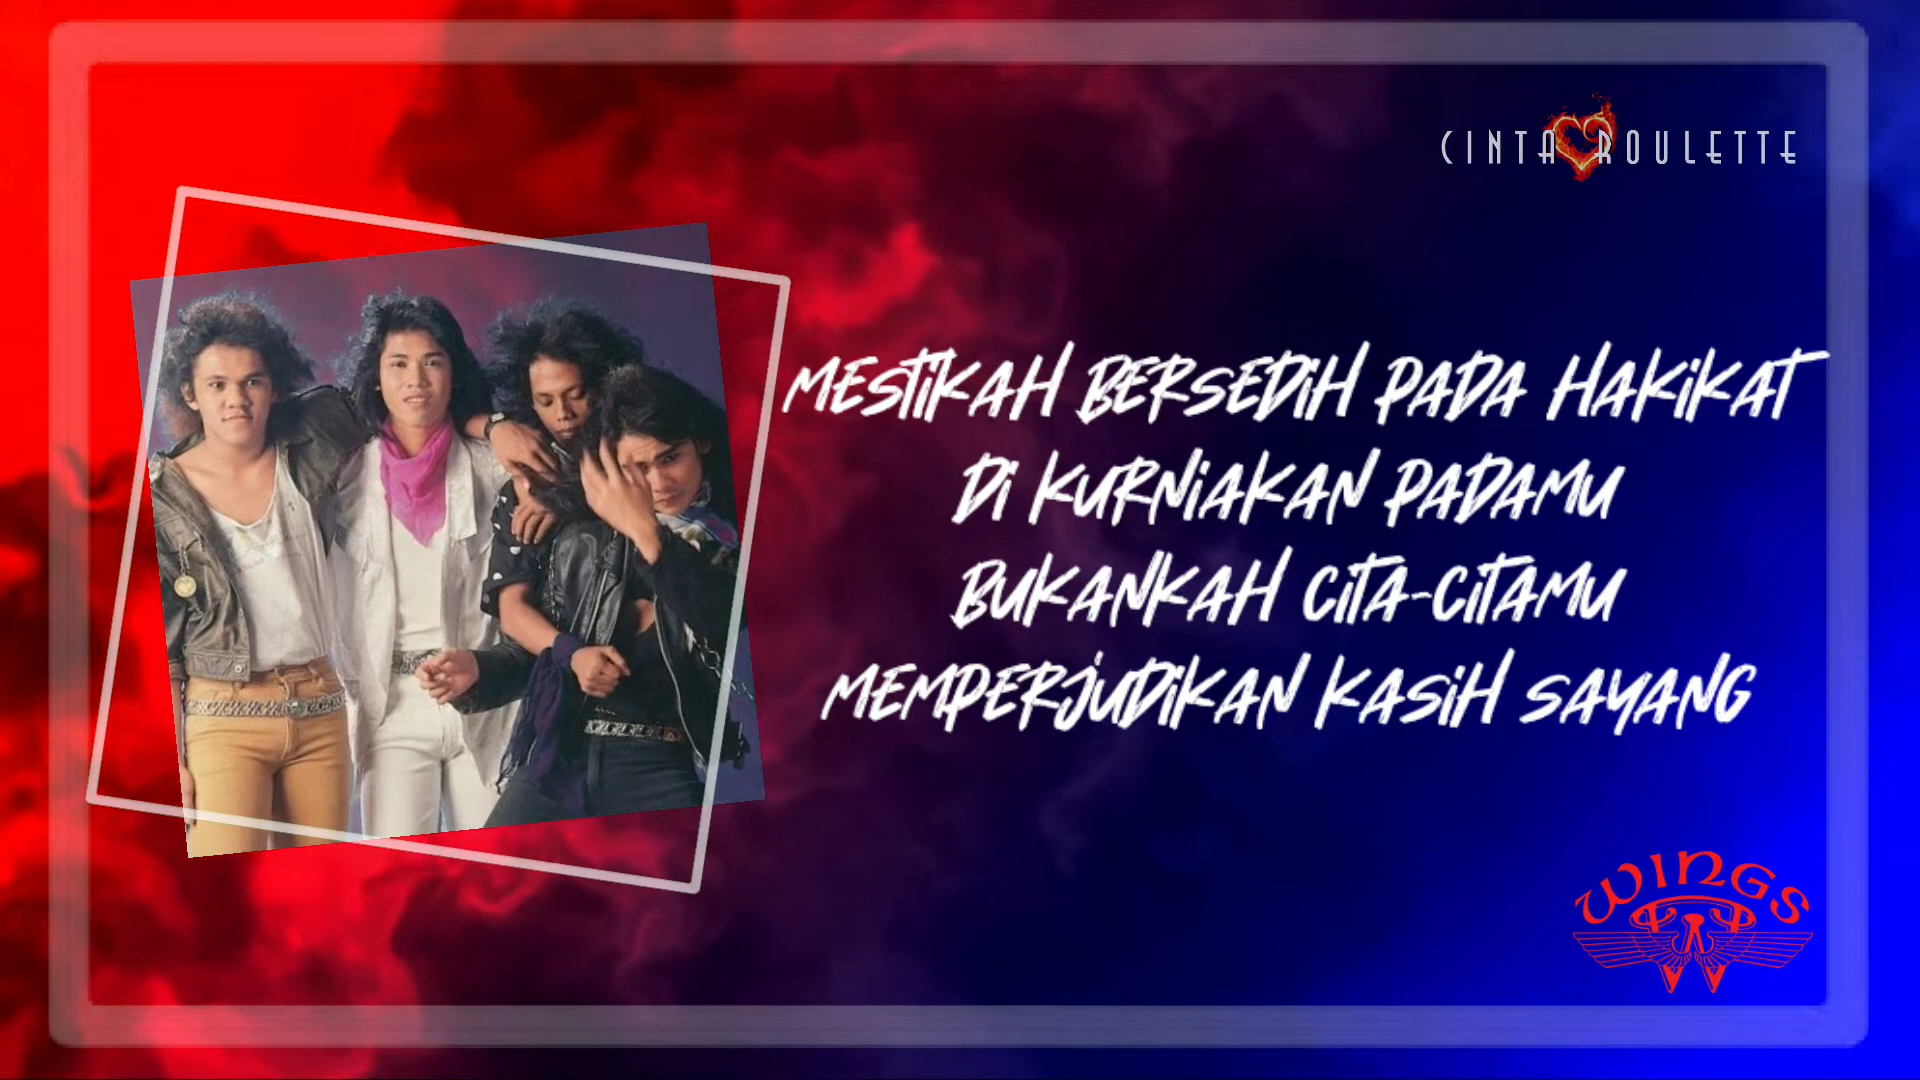 CINTA ROULETTE
MESTIKAH BERSEDIH PADA HAKIKAT
DI KURNIAKAN PADAMU
BUKANKAH CITA-CITAMU
MEMPERJUDIKAN KASIH SAYANG
WINGS